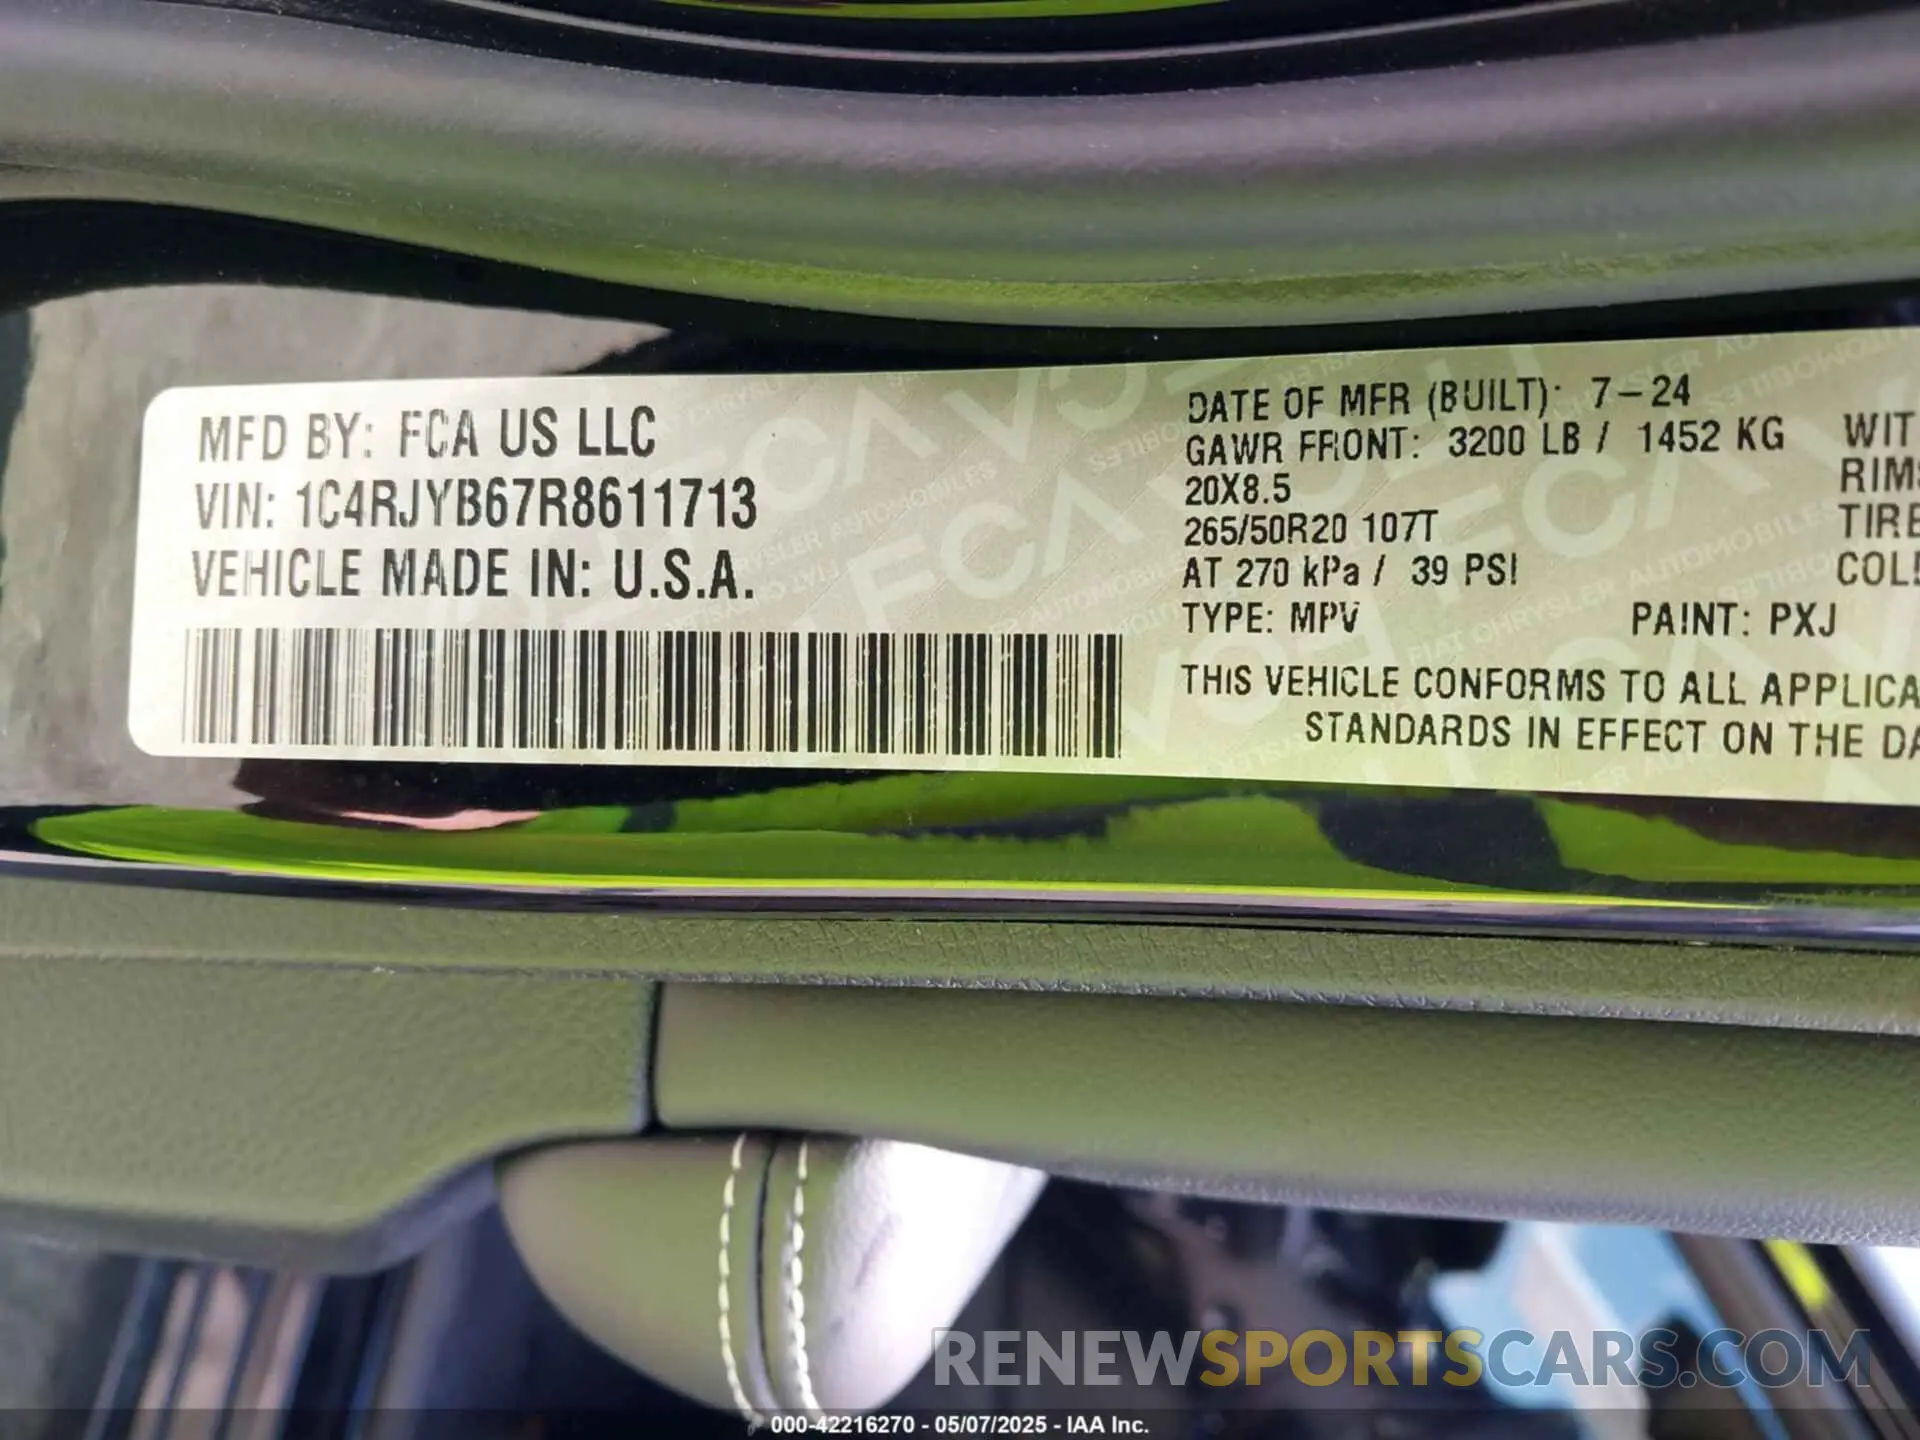 MFD BY: FCA US LLC
VIN: 1C4RJYB67R8611713
VEHICLE MADE IN: U.S.A.
DATE OF MFR (BUILT): 7-24
GAWR FRONT: 3200 LB / 1452 KG
WIT
20X8.5
RIMS
265/50R20 107T
TIRE
AT 270 kPa / 39 PSI
COL
TYPE: MPV PAINT: PXJ
THIS VEHICLE CONFORMS TO ALL APPLICA
STANDARDS IN EFFECT ON THE DA
RENEWSPORTSCARS.COM
000-42216270 - 05/07/2025 - IAA Inc.